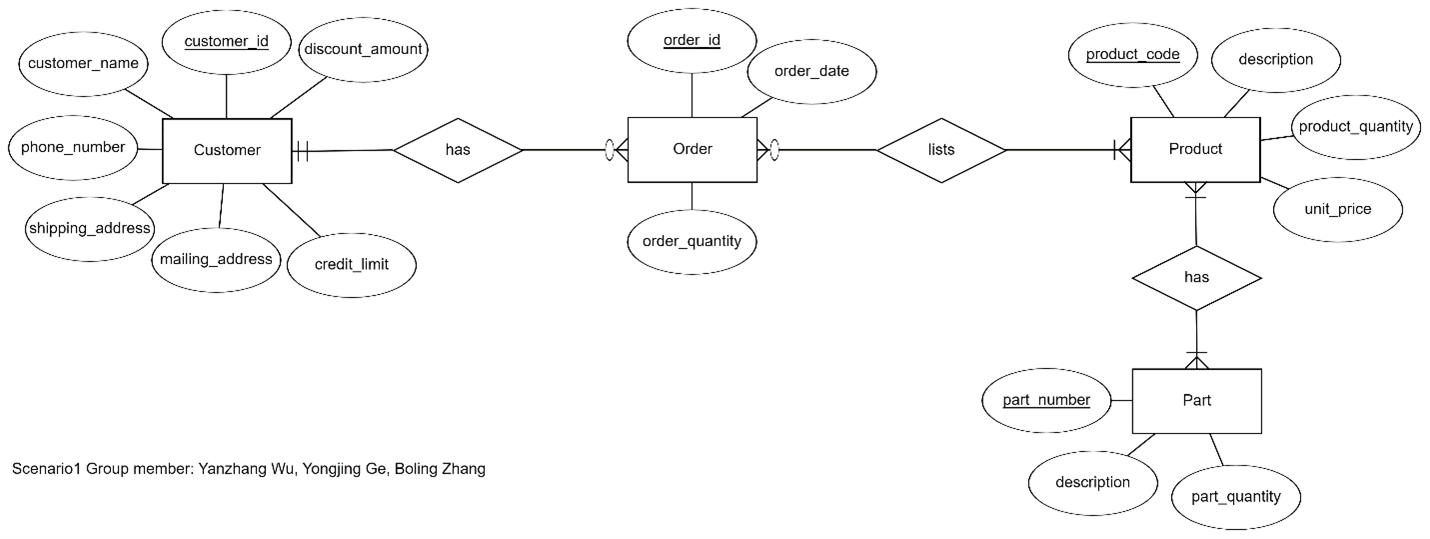 customer_id
discount_amount
customer_name
phone_number
Customer
shipping_address
mailing_address
credit_limit
has
order_id
order_date
Order
order_quantity
lists
product_code
description
product_quantity
Product
unit_price
has
part_number
Part
description
part_quantity
Scenario1 Group member: Yanzhang Wu, Yongjing Ge, Boling Zhang